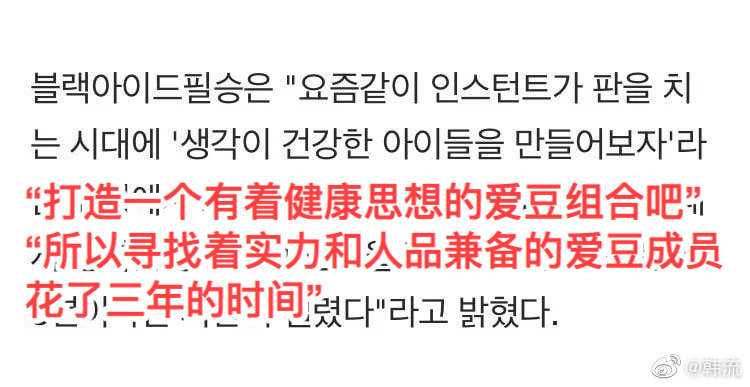 블랙아이드필승은 "요즘같이 인스턴트가 판을 치
는 시대에 '생각이 건강한 아이들을 만들어보자'라
“打造一个有着健康思想的爱豆组合吧”
“所以寻找着实力和人品兼备的爱豆成员
花了三年的时间”
렸다"라고 밝혔다.
@韩流